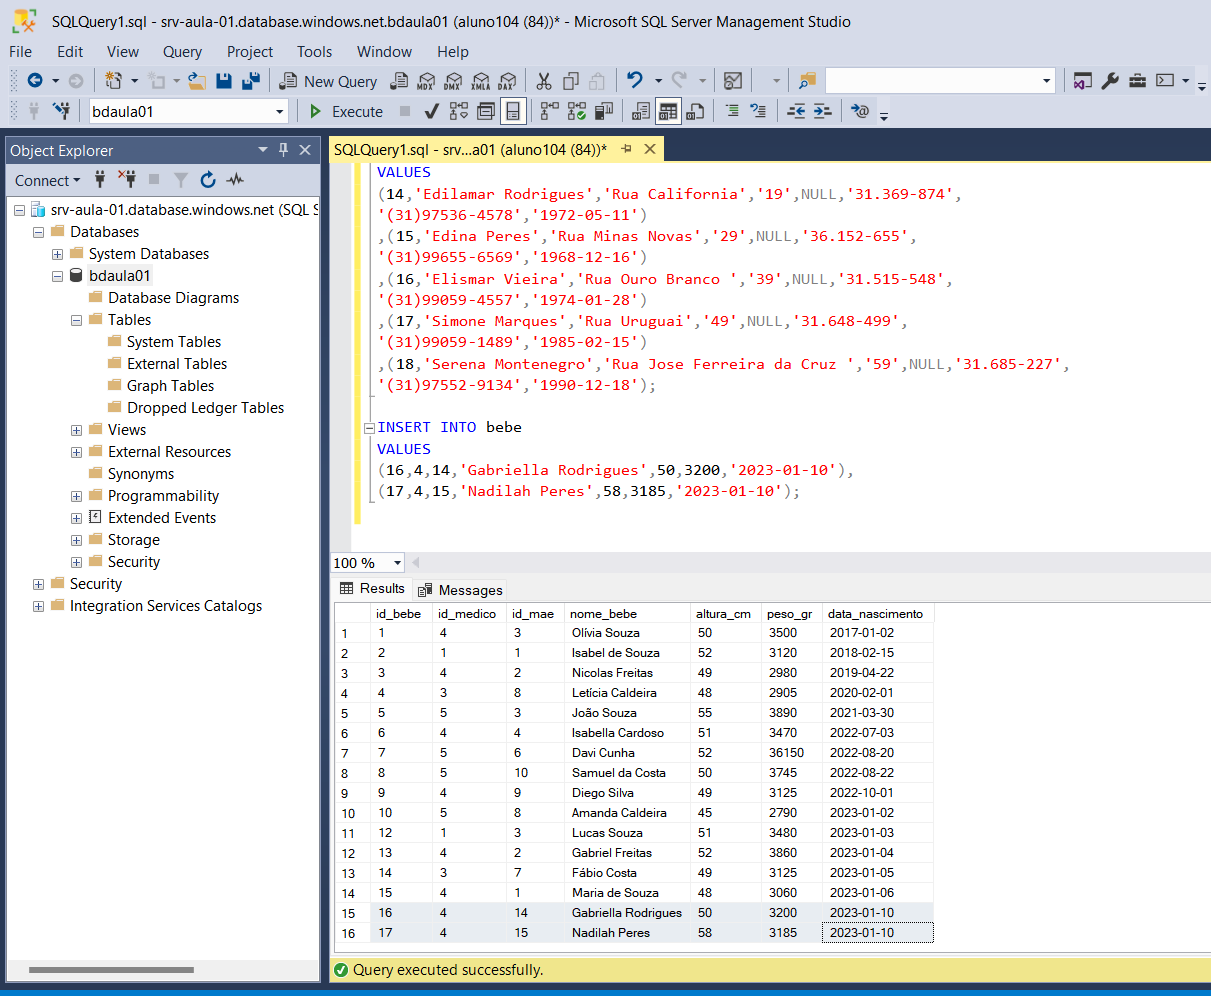 SQLQuery1.sql - srv-aula-01.database.windows.net.bdaula01 (aluno104 (84))* - Microsoft SQL Server Management Studio
File Edit View Query Project Tools Window Help
New Query MDX DMX XMLA DAX
bdaula01 Execute
Object Explorer
Connect
srv-aula-01.database.windows.net (SQL S
Databases
System Databases
bdaula01
Database Diagrams
Tables
System Tables
External Tables
Graph Tables
Dropped Ledger Tables
Views
External Resources
Synonyms
Programmability
Extended Events
Storage
Security
Security
Integration Services Catalogs
SQLQuery1.sql - srv...a01 (aluno104 (84))*
VALUES
(14,'Edilamar Rodrigues','Rua California','19',NULL,'31.369-874',
'(31)97536-4578','1972-05-11')
,(15,'Edina Peres','Rua Minas Novas','29',NULL,'36.152-655',
'(31)99655-6569','1968-12-16')
,(16,'Elismar Vieira','Rua Ouro Branco ','39',NULL,'31.515-548',
'(31)99059-4557','1974-01-28')
,(17,'Simone Marques','Rua Uruguai','49',NULL,'31.648-499',
'(31)99059-1489','1985-02-15')
,(18,'Serena Montenegro','Rua Jose Ferreira da Cruz ','59',NULL,'31.685-227',
'(31)97552-9134','1990-12-18');
INSERT INTO bebe
VALUES
(16,4,14,'Gabriella Rodrigues',50,3200,'2023-01-10'),
(17,4,15,'Nadilah Peres',58,3185,'2023-01-10');
100 %
Results Messages
id_bebe id_medico id_mae nome_bebe altura_cm peso_gr data_nascimento
1 1 4 3 Olívia Souza 50 3500 2017-01-02
2 2 1 1 Isabel de Souza 52 3120 2018-02-15
3 3 4 2 Nicolas Freitas 49 2980 2019-04-22
4 4 3 8 Letícia Caldeira 48 2905 2020-02-01
5 5 5 3 João Souza 55 3890 2021-03-30
6 6 4 4 Isabella Cardoso 51 3470 2022-07-03
7 7 5 6 Davi Cunha 52 36150 2022-08-20
8 8 5 10 Samuel da Costa 50 3745 2022-08-22
9 9 4 9 Diego Silva 49 3125 2022-10-01
10 10 5 8 Amanda Caldeira 45 2790 2023-01-02
11 12 1 3 Lucas Souza 51 3480 2023-01-03
12 13 4 2 Gabriel Freitas 52 3860 2023-01-04
13 14 3 7 Fábio Costa 49 3125 2023-01-05
14 15 4 1 Maria de Souza 48 3060 2023-01-06
15 16 4 14 Gabriella Rodrigues 50 3200 2023-01-10
16 17 4 15 Nadilah Peres 58 3185 2023-01-10
Query executed successfully.